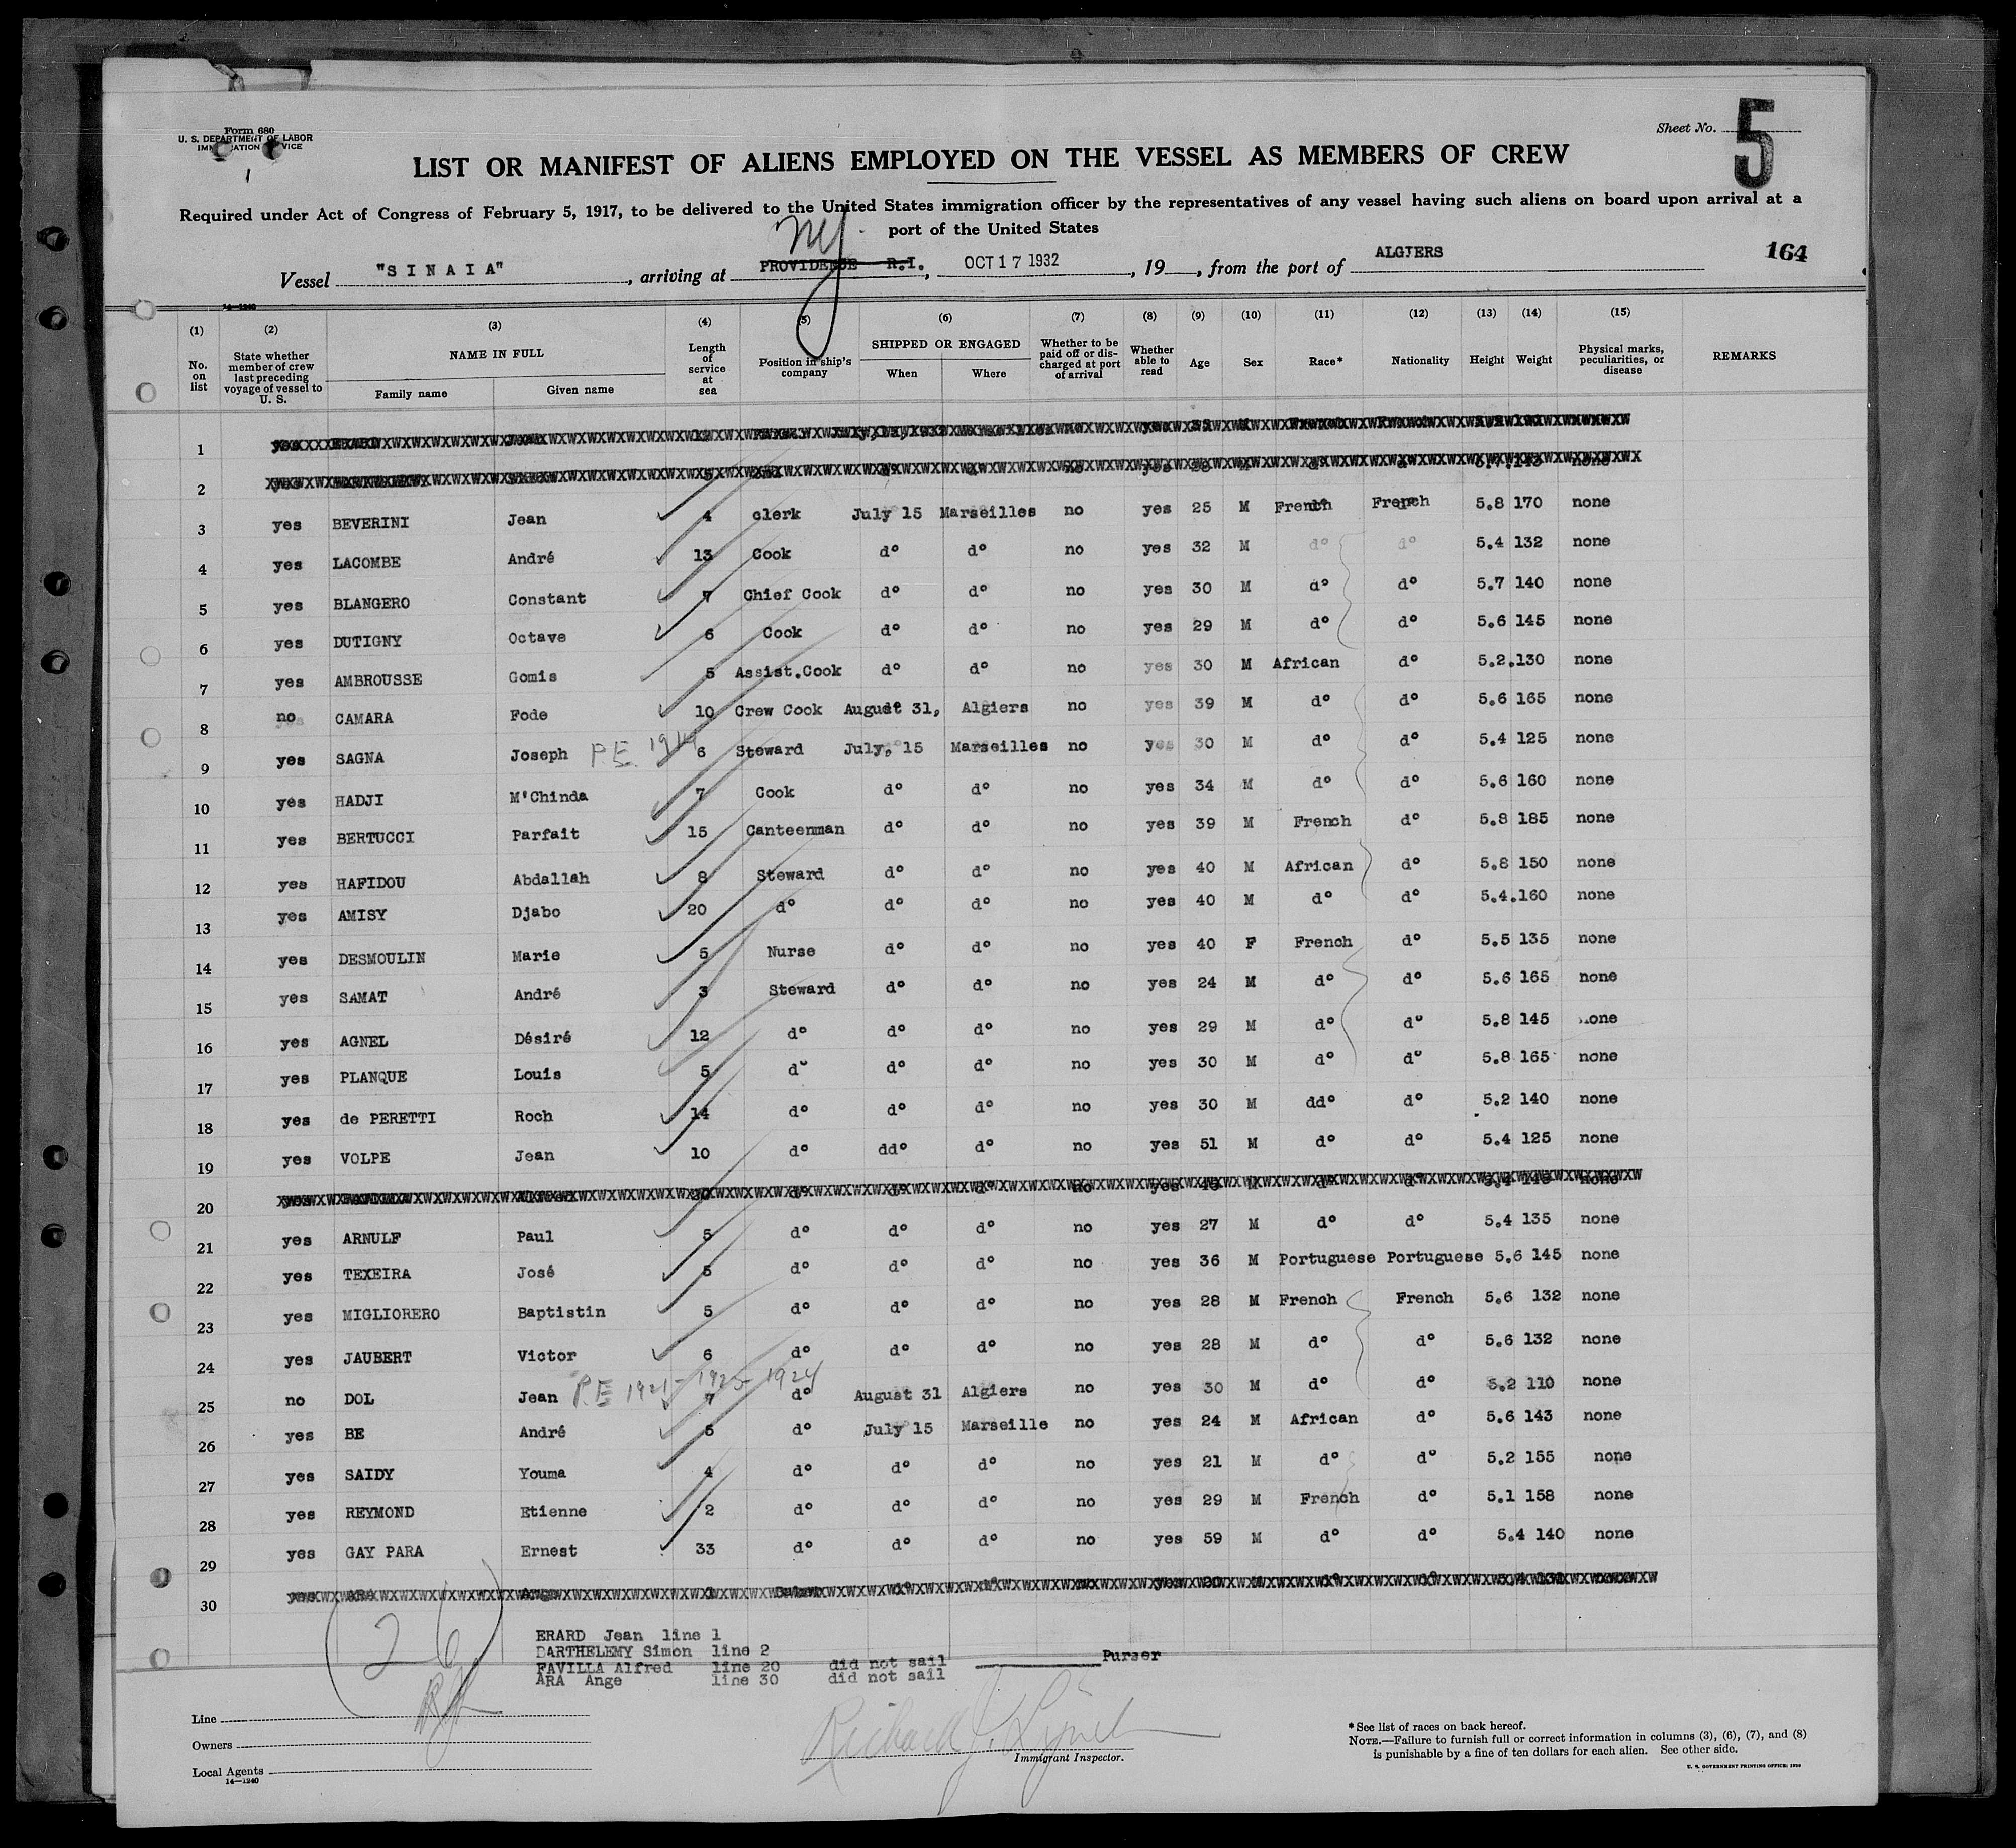 Form 680
U. S. DEPARTMENT OF LABOR
Sheet No. 5
LIST OR MANIFEST OF ALIENS EMPLOYED ON THE VESSEL AS MEMBERS OF CREW
Required under Act of Congress of February 5, 1917, to be delivered to the United States immigration officer by the representatives of any vessel having such aliens on board upon arrival at a
port of the United States
164
Vessel "SINAIA", arriving at PROVIDENCE R.I. NY., OCT 17 1932, 19, from the port of ALGIERS
14—1240
(1) No. on list
(2) State whether member of crew last preceding voyage of vessel to U. S.
(3) NAME IN FULL Family name Given name
(4) Length of service at sea
(5) Position in ship's company
(6) SHIPPED OR ENGAGED When Where
(7) Whether to be paid off or discharged at port of arrival
(8) Whether able to read
(9) Age
(10) Sex
(11) Race*
(12) Nationality
(13) Height
(14) Weight
(15) Physical marks, peculiarities, or disease
REMARKS
1
2
3 yes BEVERINI Jean 4 clerk July 15 Marseilles no yes 25 M French French 5.8 170 none
4 yes LACOMBE André 13 Cook d° d° no yes 32 M d° d° 5.4 132 none
5 yes BLANGERO Constant 7 Chief Cook d° d° no yes 30 M d° d° 5.7 140 none
6 yes DUTIGNY Octave 6 Cook d° d° no yes 29 M d° d° 5.6 145 none
7 yes AMBROUSSE Gomis 5 Assist.Cook d° d° no yes 30 M African d° 5.2.130 none
8 no CAMARA Fode 10 Crew Cook August 31, Algiers no yes 39 M d° d° 5.6 165 none
9 yes SAGNA Joseph P.E. 6 Steward July, 15 Marseilles no yes 30 M d° d° 5.4 125 none
10 yes HADJI M'Chinda 7 Cook d° d° no yes 34 M d° d° 5.6 160 none
11 yes BERTUCCI Parfait 15 Canteenman d° d° no yes 39 M French d° 5.8 185 none
12 yes HAFIDOU Abdallah 8 Steward d° d° no yes 40 M African d° 5.8 150 none
13 yes AMISY Djabo 20 d° d° d° no yes 40 M d° d° 5.4.160 none
14 yes DESMOULIN Marie 5 Nurse d° d° no yes 40 F French d° 5.5 135 none
15 yes SAMAT André 3 Steward d° d° no yes 24 M d° d° 5.6 165 none
16 yes AGNEL Désiré 12 d° d° d° no yes 29 M d° d° 5.8 145 none
17 yes PLANQUE Louis 5 d° d° d° no yes 30 M d° d° 5.8 165 none
18 yes de PERETTI Roch 14 d° d° d° no yes 30 M dd° d° 5.2 140 none
19 yes VOLPE Jean 10 d° dd° d° no yes 51 M d° d° 5.4 125 none
20
21 yes ARNULF Paul 5 d° d° d° no yes 27 M d° d° 5.4 135 none
22 yes TEXEIRA José 5 d° d° d° no yes 36 M Portuguese Portuguese 5.6 145 none
23 yes MIGLIORERO Baptistin 5 d° d° d° no yes 28 M French French 5.6 132 none
24 yes JAUBERT Victor 6 d° d° d° no yes 28 M d° d° 5.6 132 none
25 no DOL Jean P.E 1921-1925-1924 7 d° August 31 Algiers no yes 30 M d° d° 5.2 110 none
26 yes BE André 5 d° July 15 Marseille no yes 24 M African d° 5.6 143 none
27 yes SAIDY Youma 4 d° d° d° no yes 21 M d° d° 5.2 155 none
28 yes REYMOND Etienne 2 d° d° d° no yes 29 M French d° 5.1 158 none
29 yes GAY PARA Ernest 33 d° d° d° no yes 59 M d° d° 5.4 140 none
30
26
ERARD Jean line 1
BARTHELEMY Simon line 2
FAVILLA Alfred line 20 did not sail
ARA Ange line 30 did not sail
Purser
Line
Owners
Local Agents
14—1240
Richard J. Lynch
Immigrant Inspector.
*See list of races on back hereof.
NOTE.—Failure to furnish full or correct information in columns (3), (6), (7), and (8)
is punishable by a fine of ten dollars for each alien. See other side.
U. S. GOVERNMENT PRINTING OFFICE: